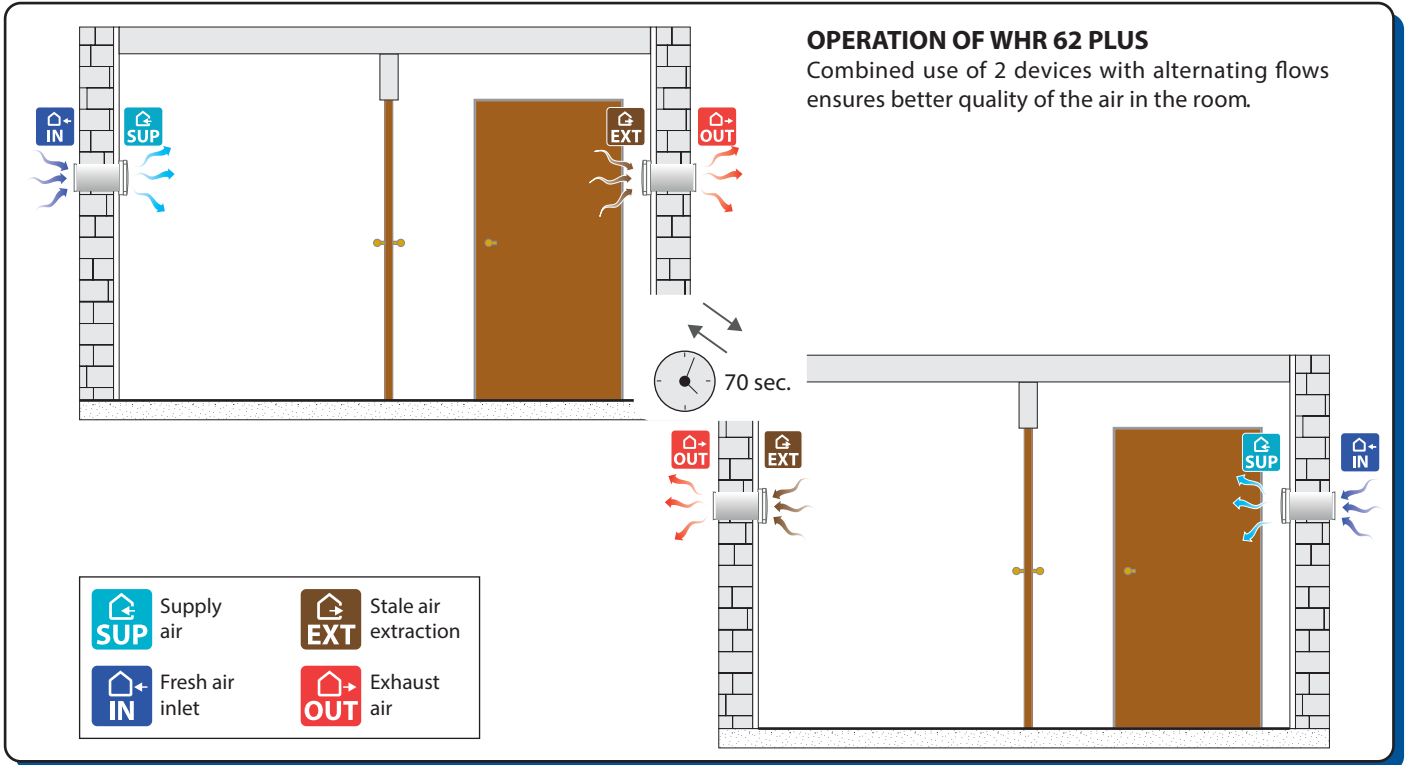 OPERATION OF WHR 62 PLUS
Combined use of 2 devices with alternating flows
ensures better quality of the air in the room.
IN
SUP
EXT
OUT
70 sec.
OUT
EXT
SUP
IN
SUP
Supply
air
EXT
Stale air
extraction
IN
Fresh air
inlet
OUT
Exhaust
air